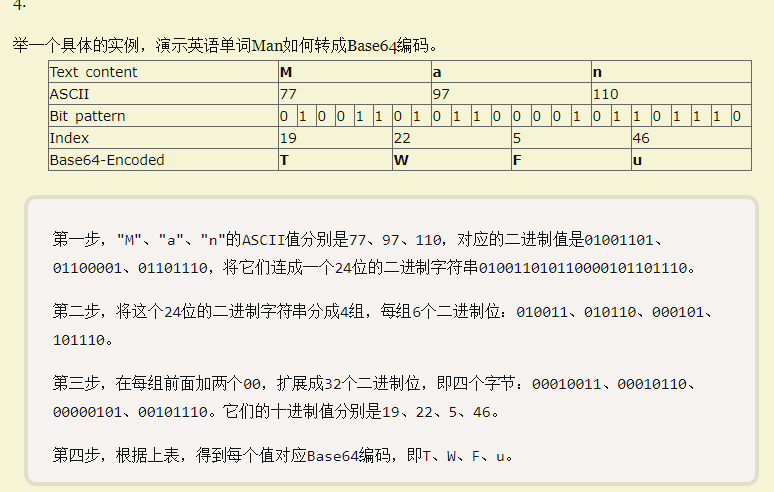 4.
举一个具体的实例，演示英语单词Man如何转成Base64编码。
Text content M a n
ASCII 77 97 110
Bit pattern 0 1 0 0 1 1 0 1 0 1 1 0 0 0 0 1 0 1 1 0 1 1 1 0
Index 19 22 5 46
Base64-Encoded T W F u
第一步，"M"、"a"、"n"的ASCII值分别是77、97、110，对应的二进制值是01001101、
01100001、01101110，将它们连成一个24位的二进制字符串010011010110000101101110。
第二步，将这个24位的二进制字符串分成4组，每组6个二进制位：010011、010110、000101、
101110。
第三步，在每组前面加两个00，扩展成32个二进制位，即四个字节：00010011、00010110、
00000101、00101110。它们的十进制值分别是19、22、5、46。
第四步，根据上表，得到每个值对应Base64编码，即T、W、F、u。